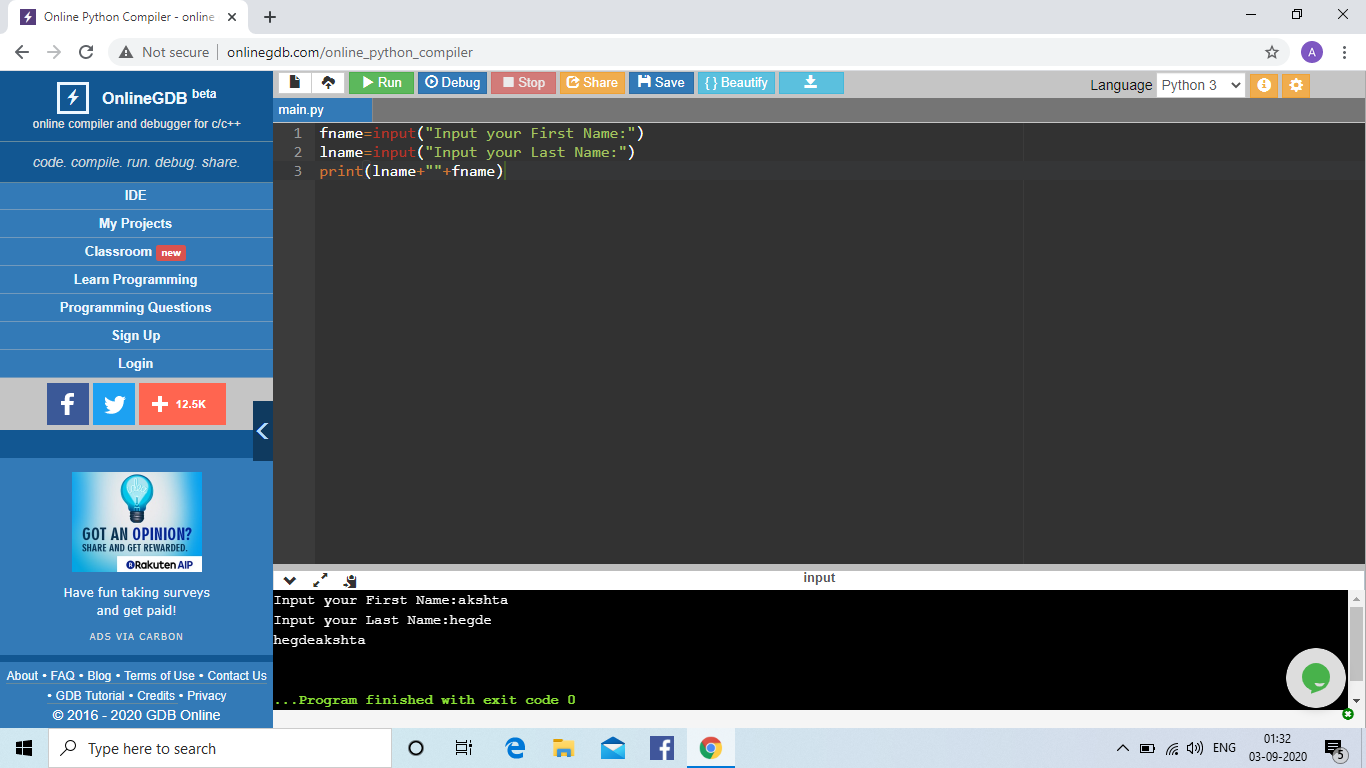 Online Python Compiler - online
Not secure | onlinegdb.com/online_python_compiler
A
OnlineGDB beta
online compiler and debugger for c/c++
code. compile. run. debug. share.
IDE
My Projects
Classroom new
Learn Programming
Programming Questions
Sign Up
Login
12.5K
GOT AN OPINION?
SHARE AND GET REWARDED.
Rakuten AIP
Have fun taking surveys
and get paid!
ADS VIA CARBON
About • FAQ • Blog • Terms of Use • Contact Us
• GDB Tutorial • Credits • Privacy
© 2016 - 2020 GDB Online
Run Debug Stop Share Save { } Beautify
Language Python 3
main.py
1 fname=input("Input your First Name:")
2 lname=input("Input your Last Name:")
3 print(lname+""+fname)
input
Input your First Name:akshta
Input your Last Name:hegde
hegdeakshta
...Program finished with exit code 0
Type here to search
ENG
01:32
03-09-2020
5